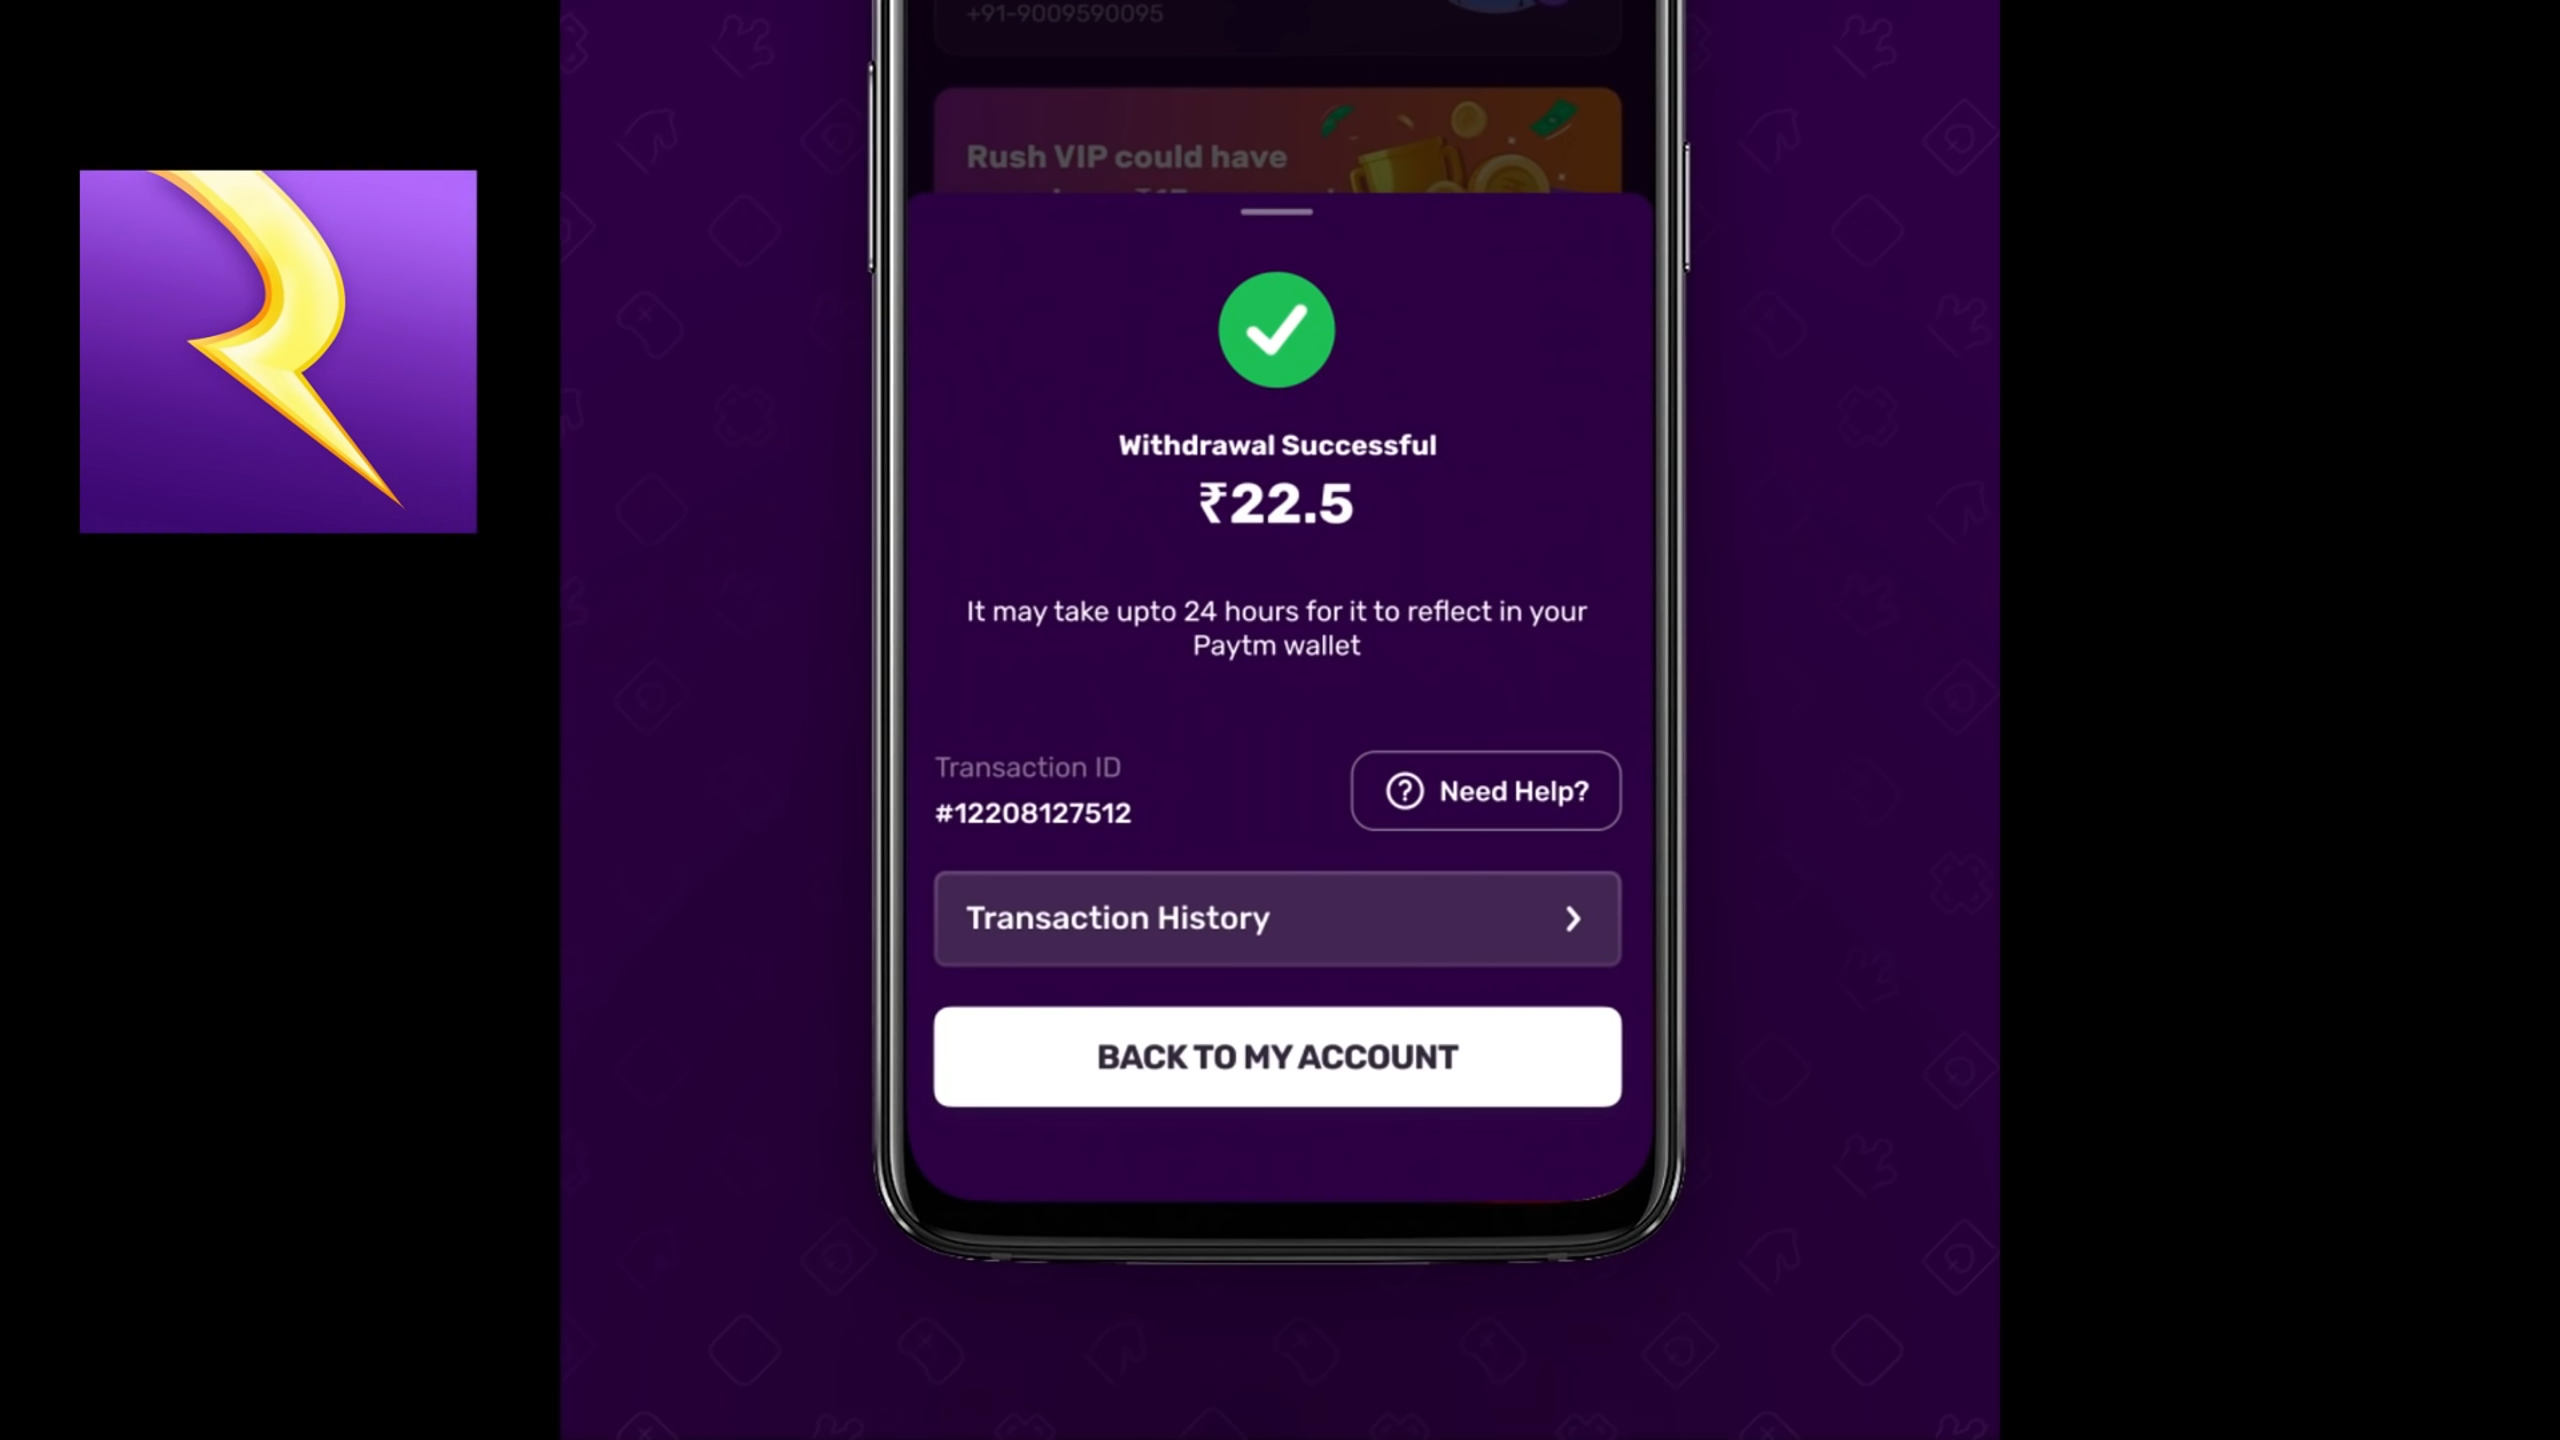 +91-9009590095
Rush VIP could have
Withdrawal Successful
₹22.5
It may take upto 24 hours for it to reflect in your
Paytm wallet
Transaction ID
#12208127512
Need Help?
Transaction History
BACK TO MY ACCOUNT